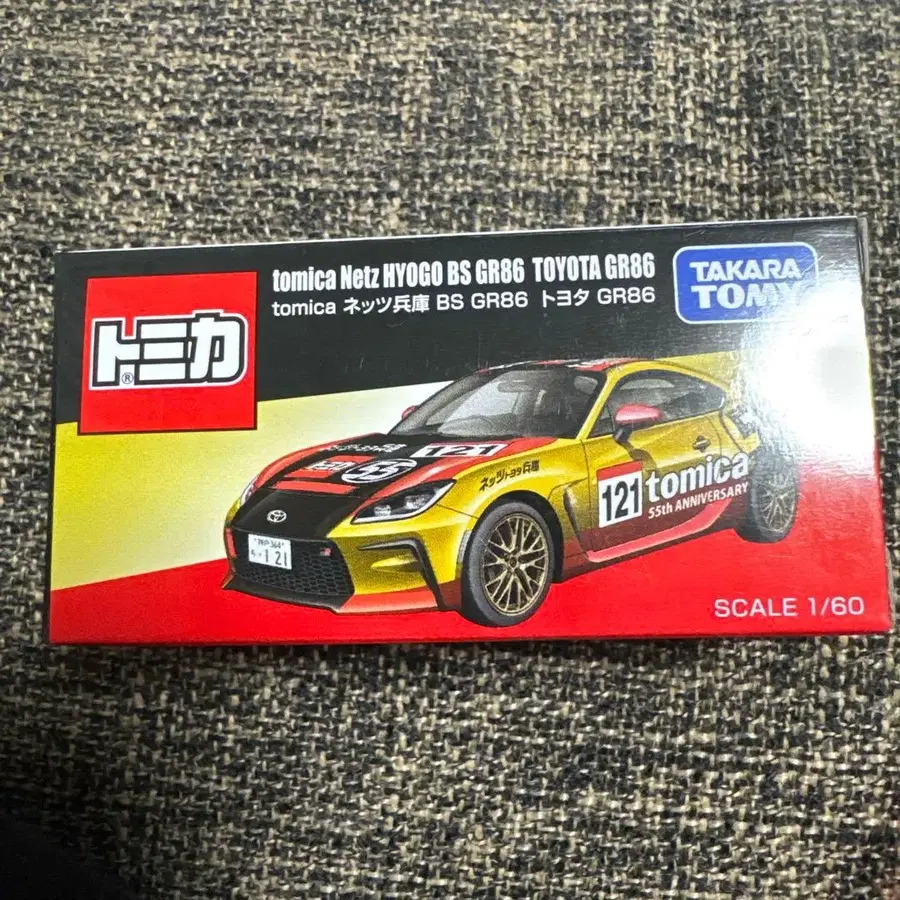 tomica Netz HYOGO BS GR86 TOYOTA GR86
tomica ネッツ兵庫 BS GR86 トヨタ GR86
TAKARA
TOMY
トミカ®
121
55
ネッツトヨタ兵庫
121
tomica
55th ANNIVERSARY
・121
SCALE 1/60